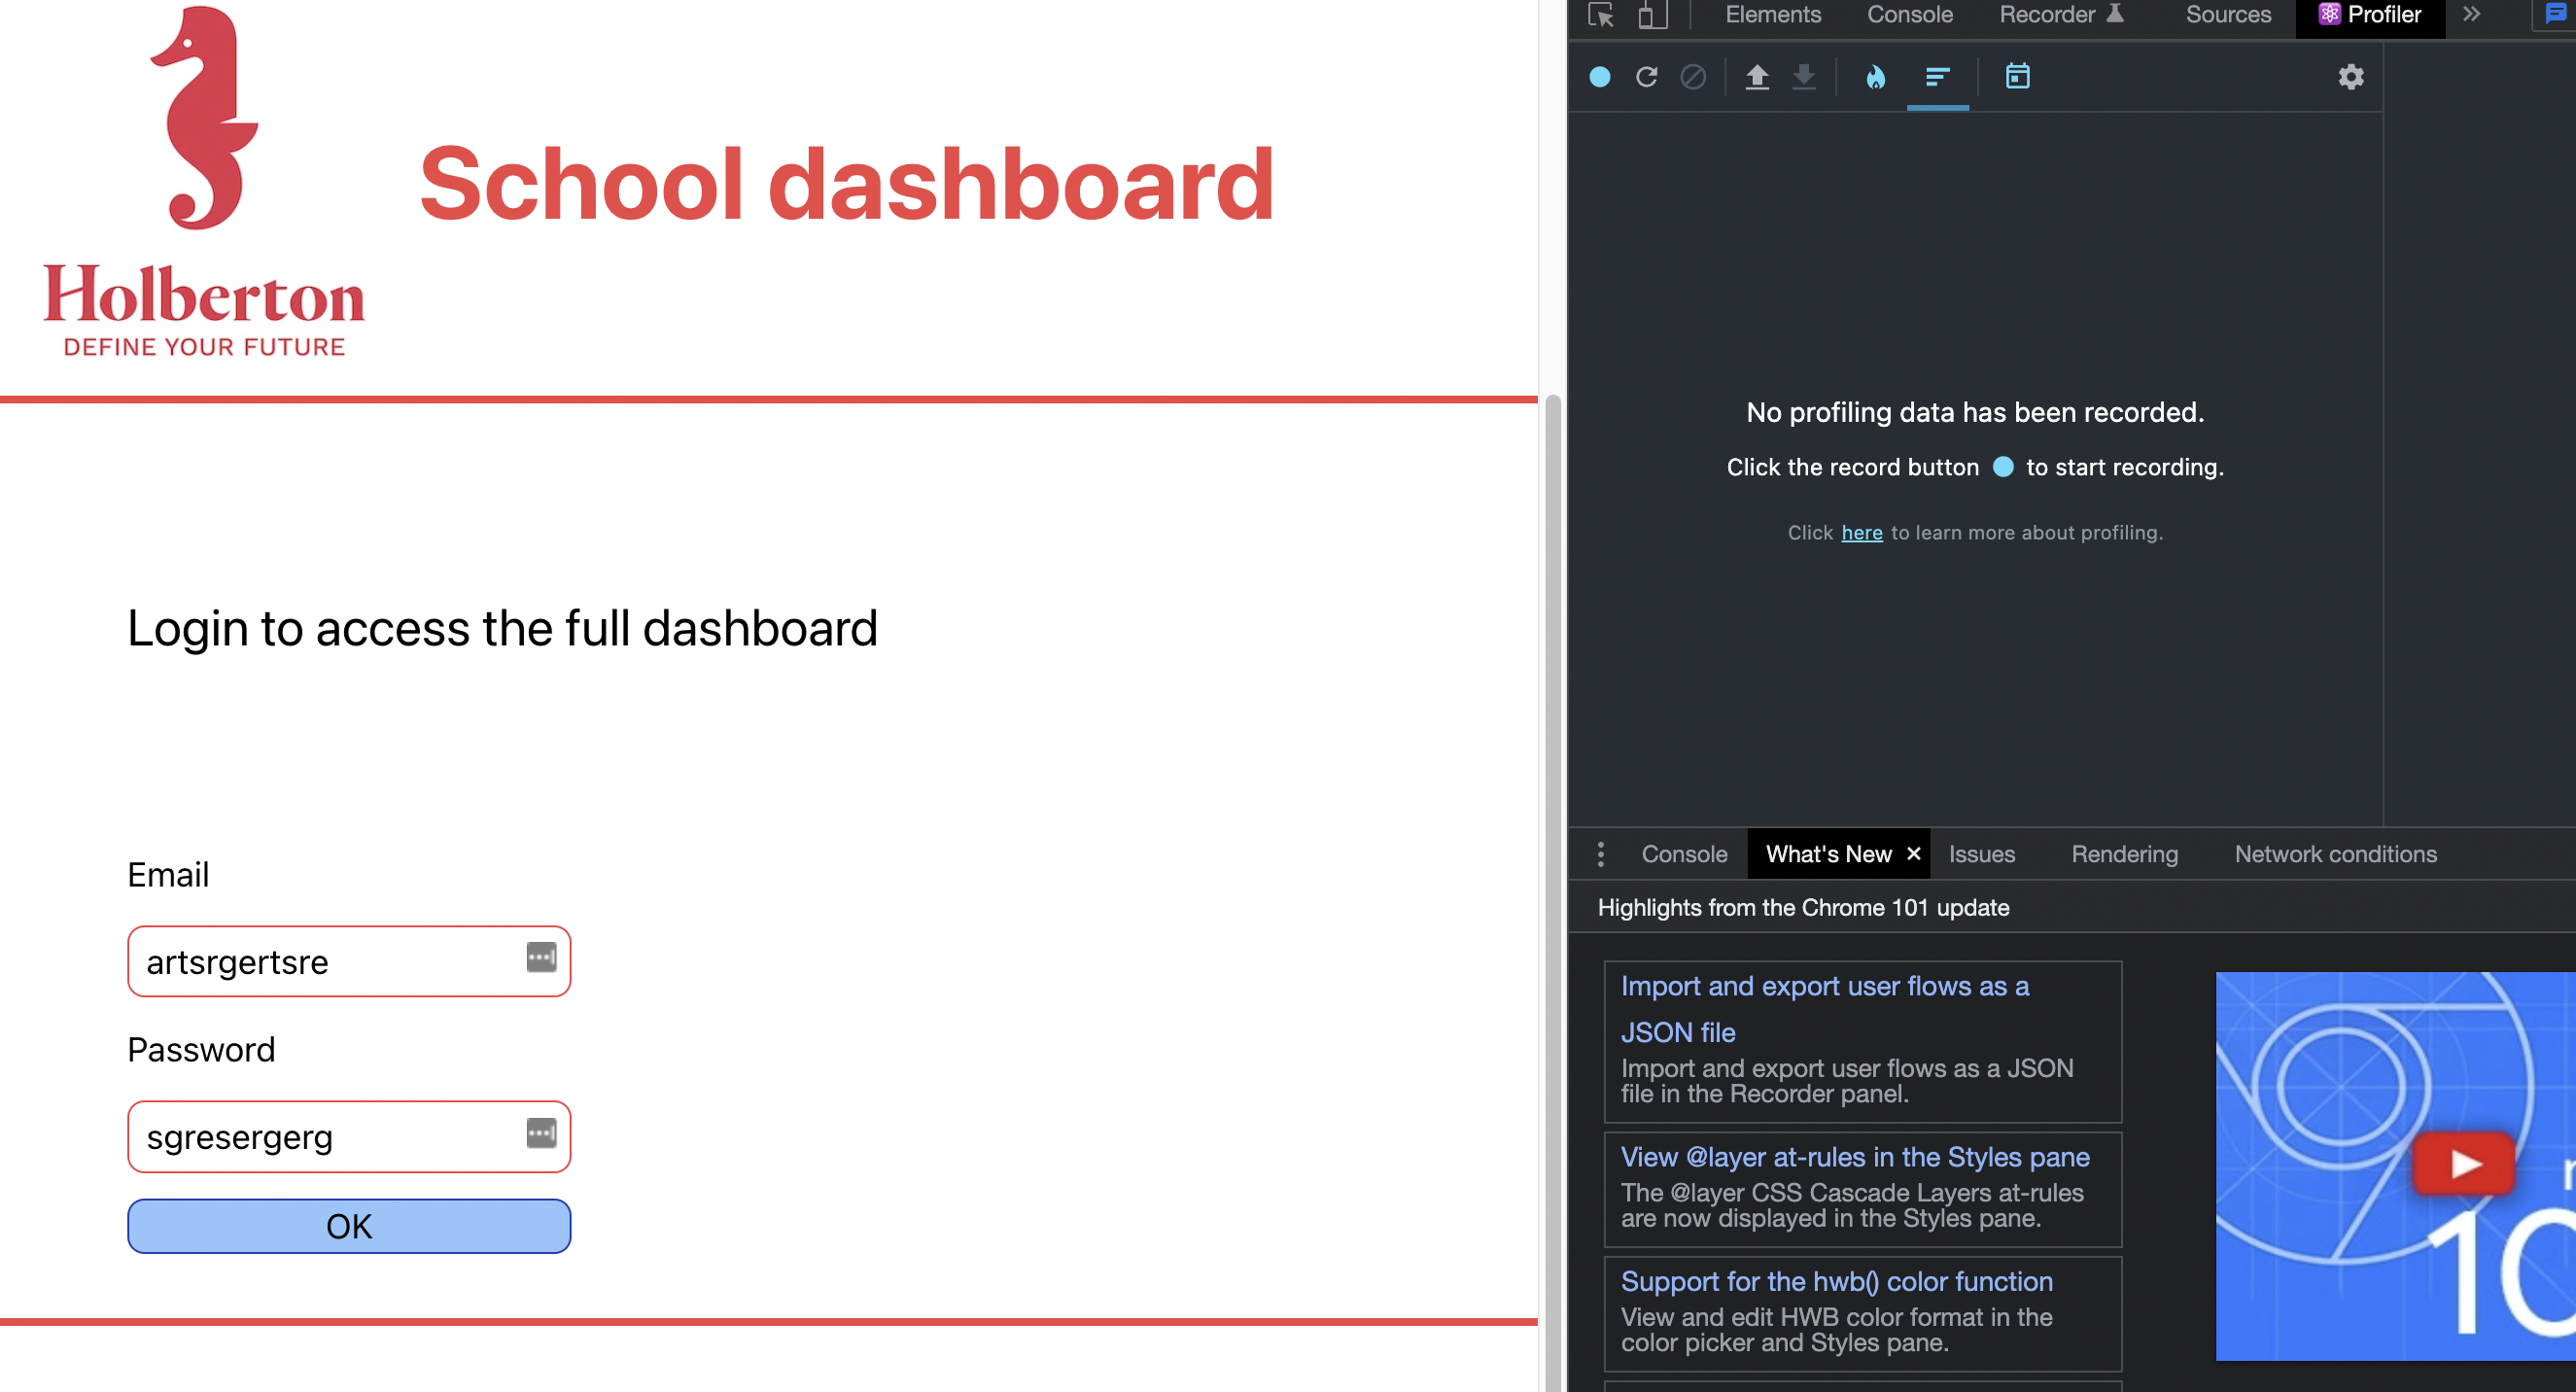 School dashboard
Holberton
DEFINE YOUR FUTURE
Login to access the full dashboard
Email
artsrgertsre
Password
sgresergerg
OK
Elements Console Recorder Sources Profiler
No profiling data has been recorded.
Click the record button to start recording.
Click here to learn more about profiling.
Console What's New × Issues Rendering Network conditions
Highlights from the Chrome 101 update
Import and export user flows as a
JSON file
Import and export user flows as a JSON
file in the Recorder panel.
View @layer at-rules in the Styles pane
The @layer CSS Cascade Layers at-rules
are now displayed in the Styles pane.
Support for the hwb() color function
View and edit HWB color format in the
color picker and Styles pane.
10